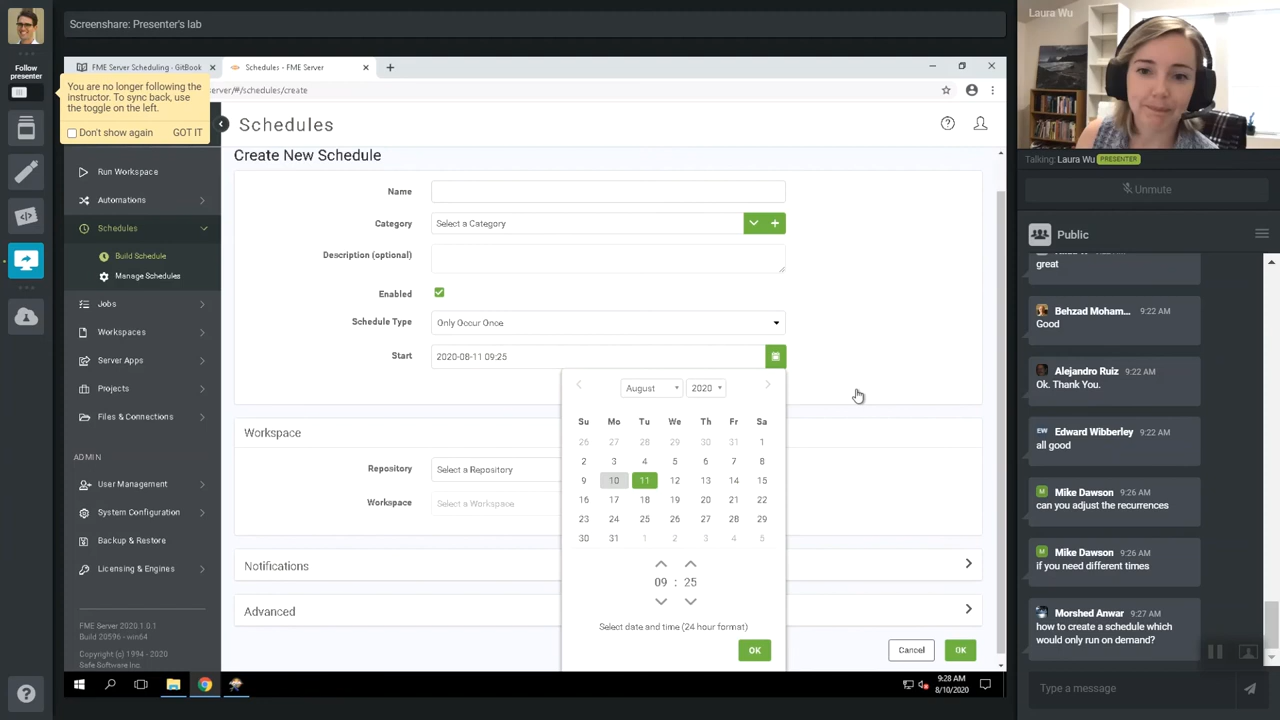 Screenshare: Presenter's lab
Laura Wu
Follow
presenter
FME Server Scheduling - GitBook
Schedules - FME Server
You are no longer following the
instructor. To sync back, use
the toggle on the left.
Don't show again
GOT IT
server/#/schedules/create
Schedules
Create New Schedule
Run Workspace
Automations
Schedules
Build Schedule
Manage Schedules
Jobs
Workspaces
Server Apps
Projects
Files & Connections
ADMIN
User Management
System Configuration
Backup & Restore
Licensing & Engines
FME Server 2020.1.0.1
Build 20596 - win64
Copyright (c) 1994 - 2020
Safe Software Inc.
Name
Category
Select a Category
Description (optional)
Enabled
Schedule Type
Only Occur Once
Start
2020-08-11 09:25
August
2020
Su Mo Tu We Th Fr Sa
26 27 28 29 30 31 1
2 3 4 5 6 7 8
9 10 11 12 13 14 15
16 17 18 19 20 21 22
23 24 25 26 27 28 29
30 31 1 2 3 4 5
09 : 25
Select date and time (24 hour format)
OK
Workspace
Repository
Select a Repository
Workspace
Select a Workspace
Notifications
Advanced
Cancel
OK
9:28 AM
8/10/2020
Talking: Laura Wu PRESENTER
Unmute
Public
great
Behzad Moham... 9:22 AM
Good
Alejandro Ruiz 9:22 AM
Ok. Thank You.
EW
Edward Wibberley 9:22 AM
all good
M
Mike Dawson 9:26 AM
can you adjust the recurrences
M
Mike Dawson 9:26 AM
if you need different times
Morshed Anwar 9:27 AM
how to create a schedule which
would only run on demand?
Type a message